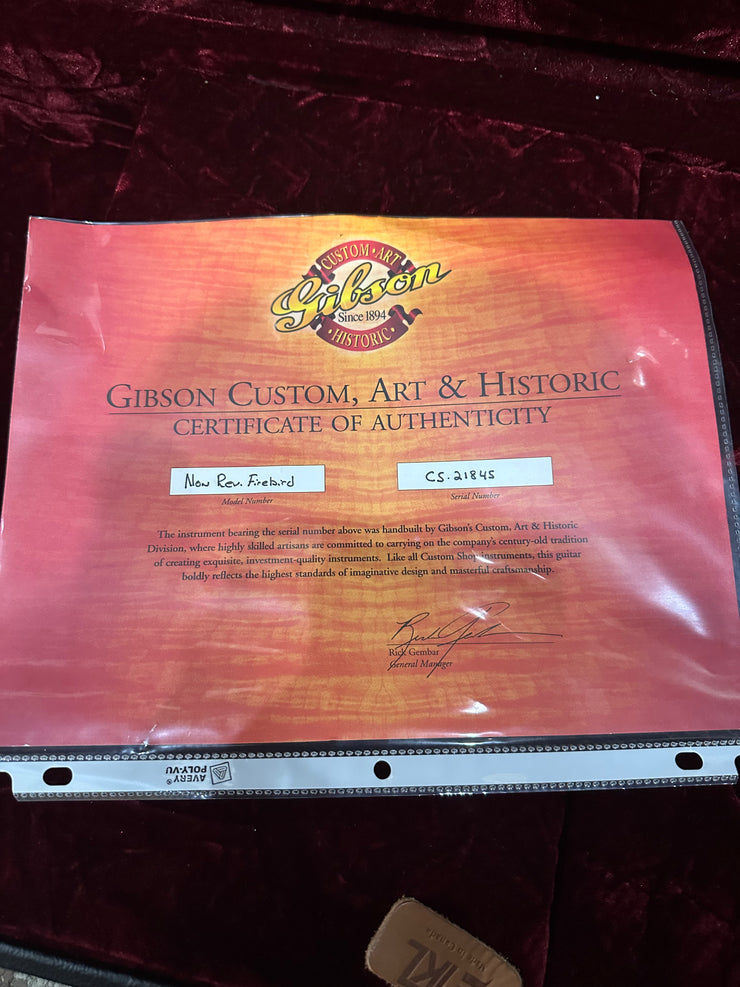 CUSTOM • ART
Gibson
Since 1894
• HISTORIC •
GIBSON CUSTOM, ART & HISTORIC
CERTIFICATE OF AUTHENTICITY
Non Rev. Firebird
CS-21845
Model Number
Serial Number
The instrument bearing the serial number above was handbuilt by Gibson's Custom, Art & Historic
Division, where highly skilled artisans are committed to carrying on the company's century-old tradition
of creating exquisite, investment-quality instruments. Like all Custom Shop instruments, this guitar
boldly reflects the highest standards of imaginative design and masterful craftsmanship.
Rick Gembar
General Manager
AVERY®
POLY-VU
Made in Canada